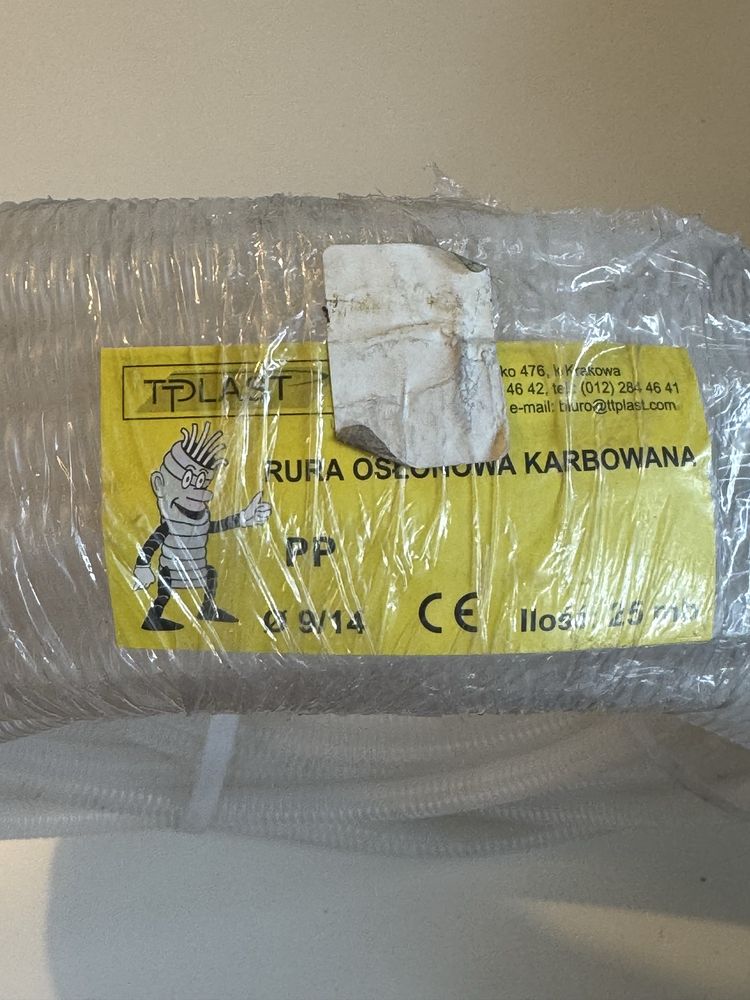 TTPLAST
ko 476, k/Krakowa
4 46 42, tel.: (012) 284 46 41
e-mail: biuro@ttplast.com
RURA OSŁONOWA KARBOWANA
PP
Ø 9/14
CE Ilość: 25 mb